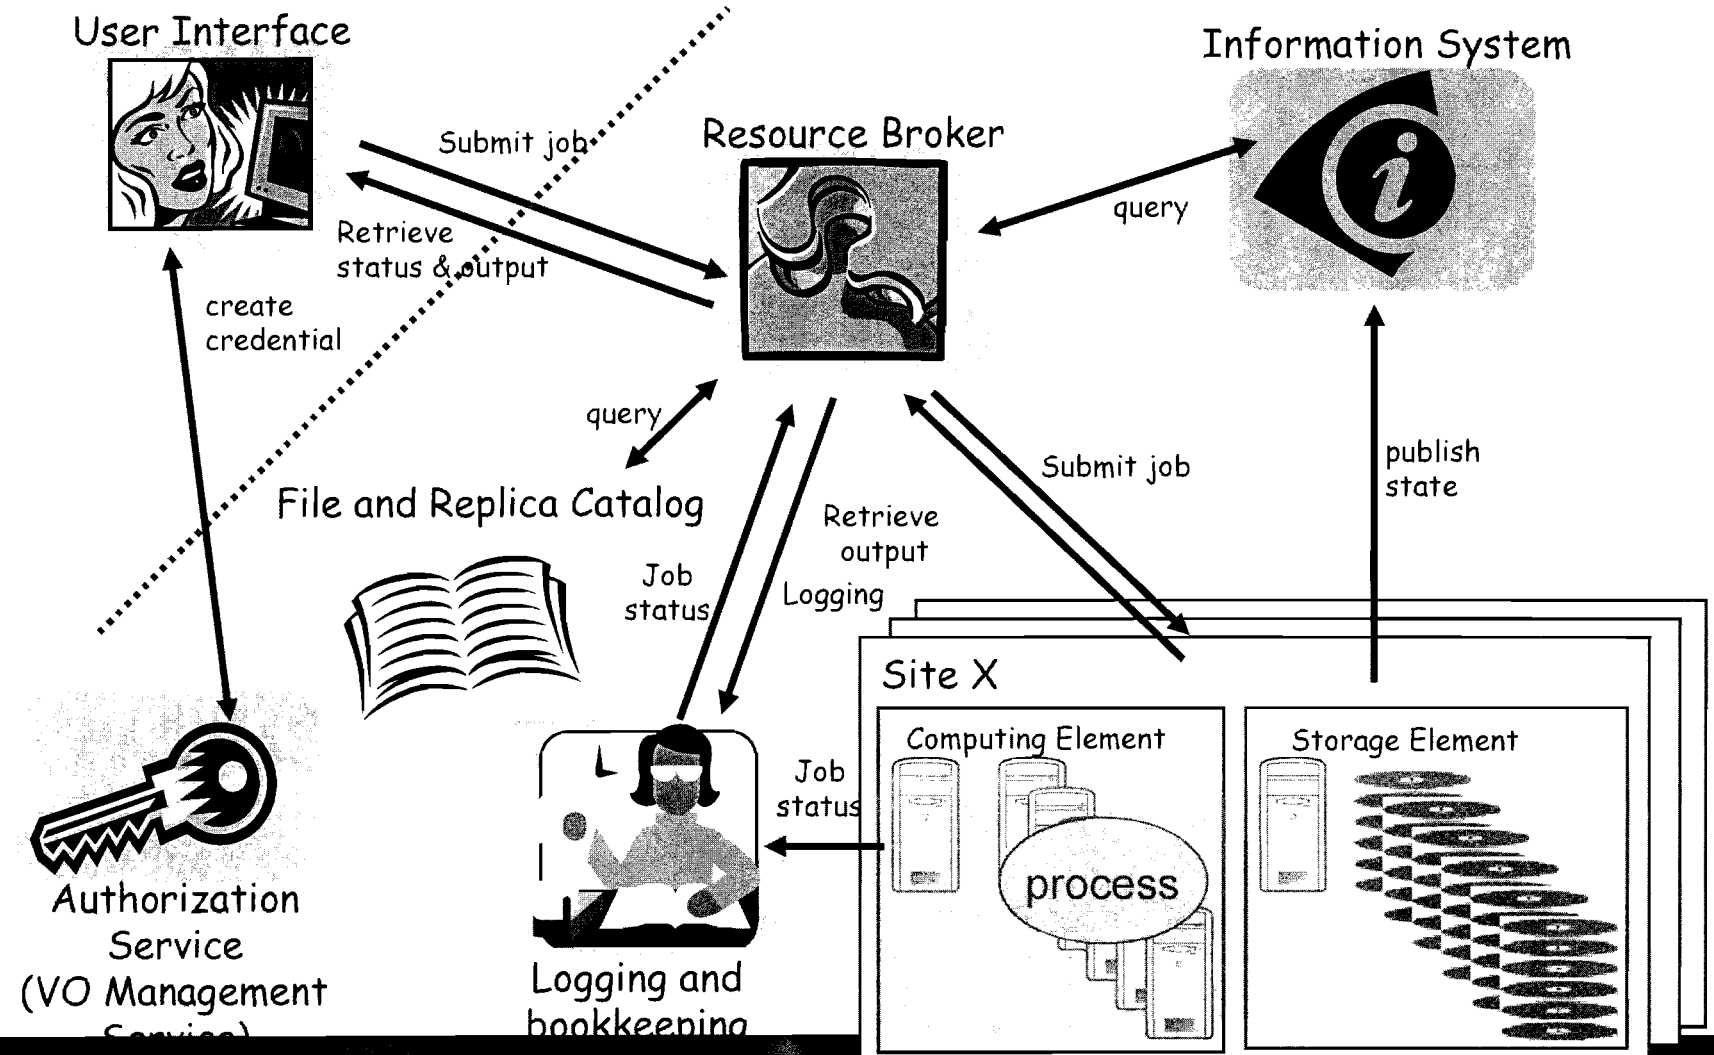 User Interface
Information System
Submit job
Resource Broker
query
Retrieve
status & output
create
credential
query
Submit job
publish
state
File and Replica Catalog
Retrieve
output
Job
status
Logging
Site X
Computing Element
Storage Element
Job
status
process
Authorization
Service
(VO Management
Service)
Logging and
bookkeeping